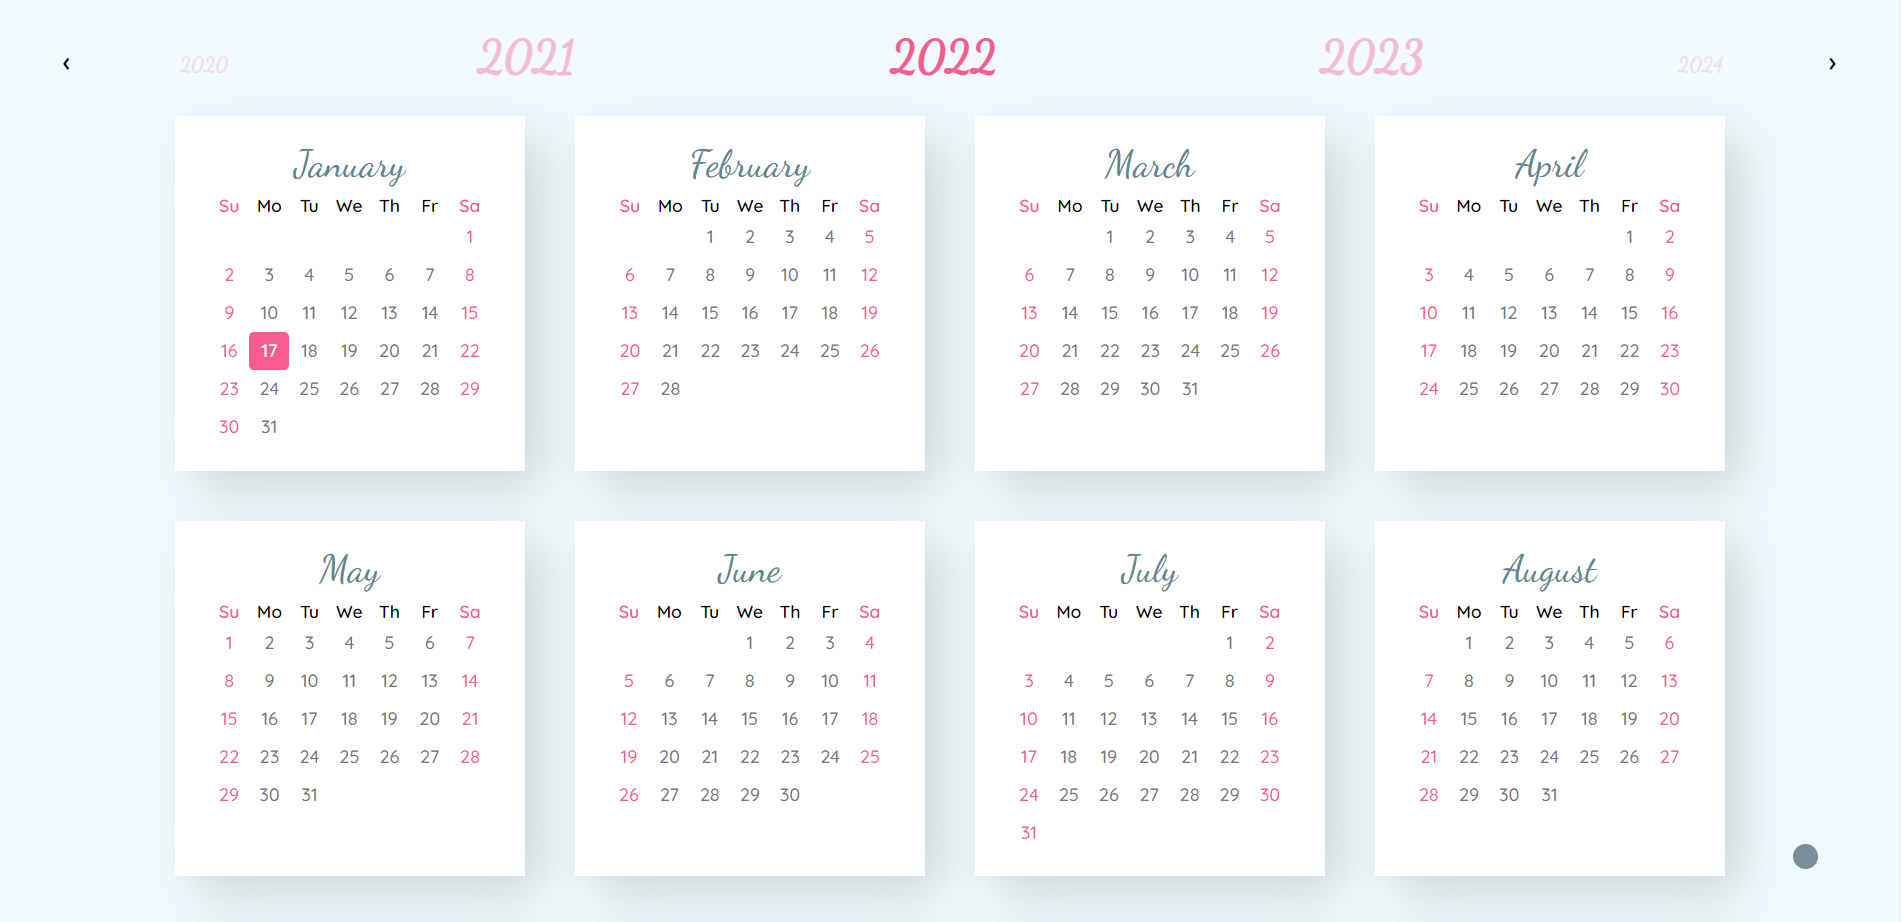 ‹ 2020 2021 2022 2023 2024 ›
January
Su Mo Tu We Th Fr Sa
1
2 3 4 5 6 7 8
9 10 11 12 13 14 15
16 17 18 19 20 21 22
23 24 25 26 27 28 29
30 31
February
Su Mo Tu We Th Fr Sa
1 2 3 4 5
6 7 8 9 10 11 12
13 14 15 16 17 18 19
20 21 22 23 24 25 26
27 28
March
Su Mo Tu We Th Fr Sa
1 2 3 4 5
6 7 8 9 10 11 12
13 14 15 16 17 18 19
20 21 22 23 24 25 26
27 28 29 30 31
April
Su Mo Tu We Th Fr Sa
1 2
3 4 5 6 7 8 9
10 11 12 13 14 15 16
17 18 19 20 21 22 23
24 25 26 27 28 29 30
May
Su Mo Tu We Th Fr Sa
1 2 3 4 5 6 7
8 9 10 11 12 13 14
15 16 17 18 19 20 21
22 23 24 25 26 27 28
29 30 31
June
Su Mo Tu We Th Fr Sa
1 2 3 4
5 6 7 8 9 10 11
12 13 14 15 16 17 18
19 20 21 22 23 24 25
26 27 28 29 30
July
Su Mo Tu We Th Fr Sa
1 2
3 4 5 6 7 8 9
10 11 12 13 14 15 16
17 18 19 20 21 22 23
24 25 26 27 28 29 30
31
August
Su Mo Tu We Th Fr Sa
1 2 3 4 5 6
7 8 9 10 11 12 13
14 15 16 17 18 19 20
21 22 23 24 25 26 27
28 29 30 31